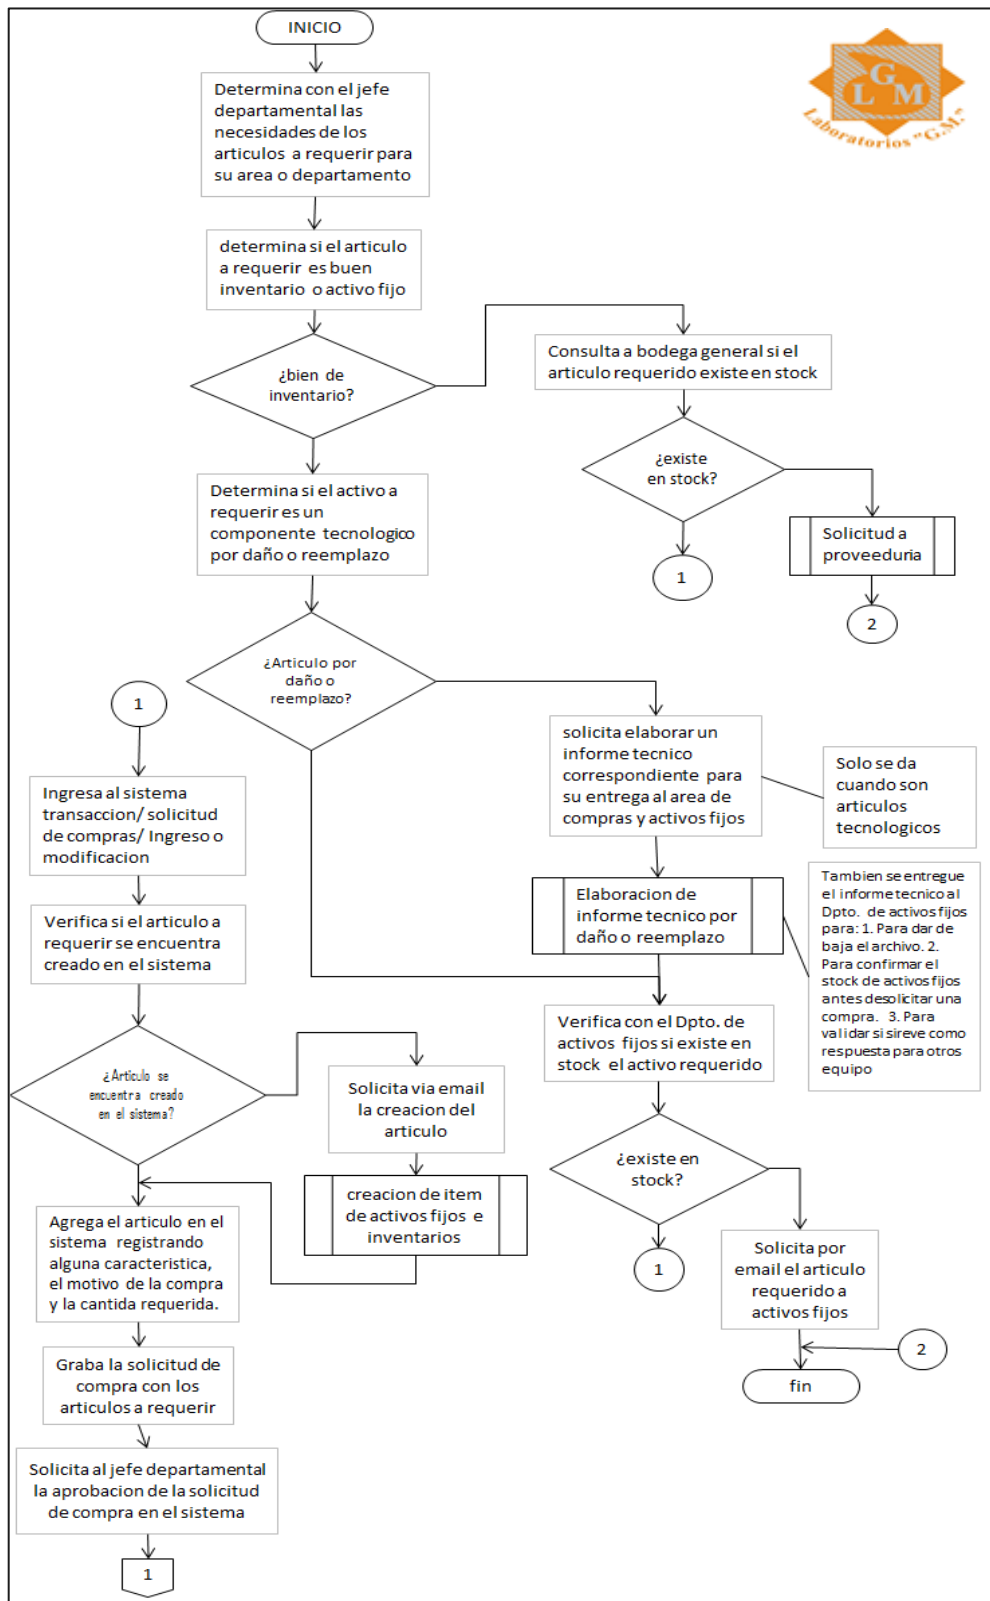 INICIO
G
L M
Laboratorios "G.M."
Determina con el jefe
departamental las
necesidades de los
articulos a requerir para
su area o departamento
determina si el articulo
a requerir es buen
inventario o activo fijo
¿bien de
inventario?
Consulta a bodega general si el
articulo requerido existe en stock
¿existe
en stock?
1
Solicitud a
proveeduria
2
Determina si el activo a
requerir es un
componente tecnologico
por daño o reemplazo
¿Articulo por
daño o
reemplazo?
solicita elaborar un
informe tecnico
correspondiente para
su entrega al area de
compras y activos fijos
Solo se da
cuando son
articulos
tecnologicos
Elaboracion de
informe tecnico por
daño o reemplazo
Tambien se entregue
el informe tecnico al
Dpto. de activos fijos
para: 1. Para dar de
baja el archivo. 2.
Para confirmar el
stock de activos fijos
antes desolicitar una
compra. 3. Para
validar si sireve como
respuesta para otros
equipo
Verifica con el Dpto. de
activos fijos si existe en
stock el activo requerido
¿existe en
stock?
1
Solicita por
email el articulo
requerido a
activos fijos
2
fin
1
Ingresa al sistema
transaccion/ solicitud
de compras/ Ingreso o
modificacion
Verifica si el articulo a
requerir se encuentra
creado en el sistema
¿Articulo se
encuentra creado
en el sistema?
Solicita via email
la creacion del
articulo
creacion de item
de activos fijos e
inventarios
Agrega el articulo en el
sistema registrando
alguna caracteristica,
el motivo de la compra
y la cantida requerida.
Graba la solicitud de
compra con los
articulos a requerir
Solicita al jefe departamental
la aprobacion de la solicitud
de compra en el sistema
1